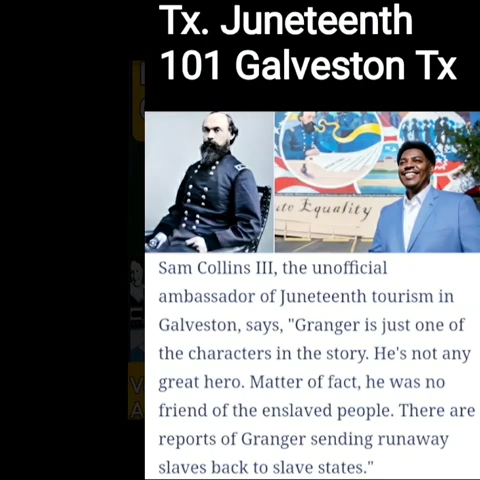 Tx. Juneteenth
101 Galveston Tx
to Equality
Sam Collins III, the unofficial
ambassador of Juneteenth tourism in
Galveston, says, "Granger is just one of
the characters in the story. He's not any
great hero. Matter of fact, he was no
friend of the enslaved people. There are
reports of Granger sending runaway
slaves back to slave states."